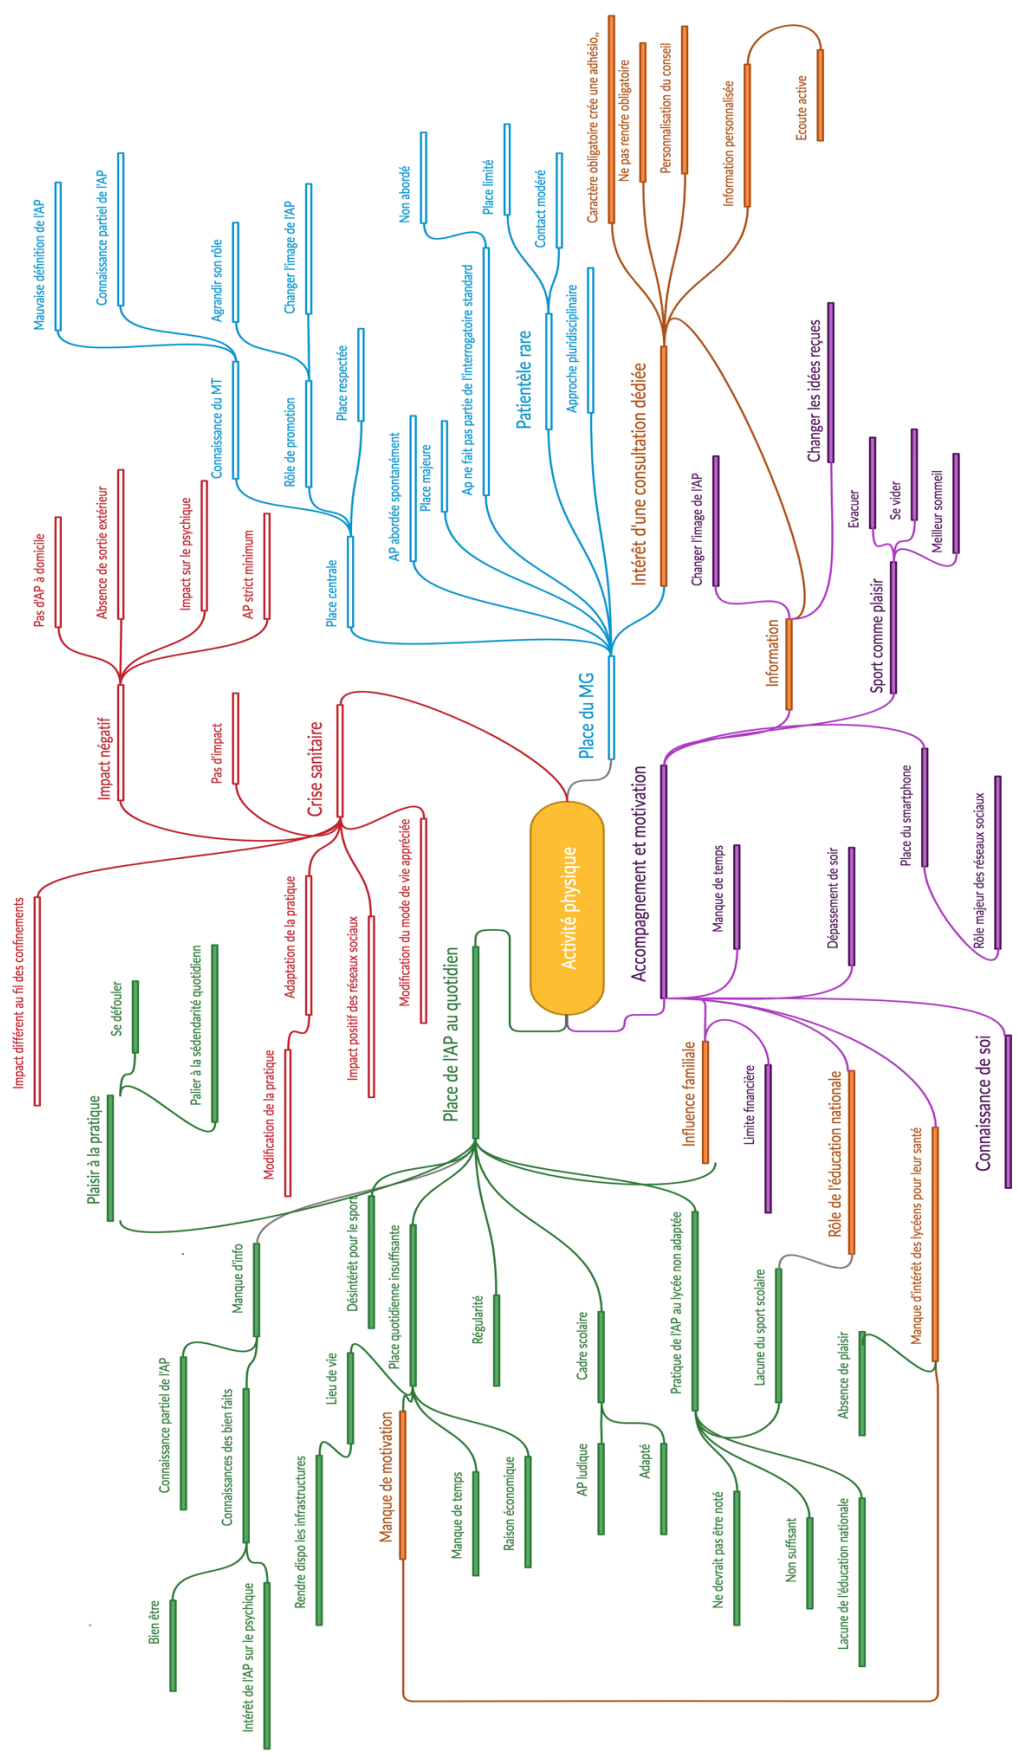 Activité physique
Crise sanitaire
Impact négatif
Pas d'AP à domicile
Absence de sortie extérieur
Impact sur le psychique
AP strict minimum
Pas d'impact
Impact différent au fil des confinements
Adaptation de la pratique
Modification de la pratique
Impact positif des réseaux sociaux
Modification du mode de vie appréciée
Place du MG
Place centrale
Connaissance du MT
Mauvaise définition de l'AP
Connaissance partiel de l'AP
Rôle de promotion
Agrandir son rôle
Changer l'image de l'AP
Place respectée
AP abordée spontanément
Place majeure
Ap ne fait pas partie de l'interrogatoire standard
Non abordé
Patientèle rare
Place limité
Contact modéré
Approche pluridisciplinaire
Intérêt d'une consultation dédiée
Caractère obligatoire crée une adhésio,,
Ne pas rendre obligatoire
Personnalisation du conseil
Information personnalisée
Ecoute active
Place de l'AP au quotidien
Plaisir à la pratique
Se défouler
Palier à la sédendarité quotidienn
Manque d'info
Connaissance partiel de l'AP
Connaissances des bien faits
Bien être
Intérêt de l'AP sur le psychique
Désintérêt pour le sport
Place quotidienne insuffisante
Lieu de vie
Rendre dispo les infrastructures
Manque de motivation
Manque de temps
Raison économique
Régularité
Cadre scolaire
AP ludique
Adapté
Pratique de l'AP au lycée non adaptée
Lacune du sport scolaire
Ne devrait pas être noté
Non suffisant
Lacune de l'éducation nationale
Accompagnement et motivation
Information
Changer l'image de l'AP
Changer les idées reçues
Sport comme plaisir
Evacuer
Se vider
Meilleur sommeil
Place du smartphone
Rôle majeur des réseaux sociaux
Manque de temps
Dépassement de soir
Influence familiale
Limite financière
Rôle de l'éducation nationale
Manque d'intérêt des lycéens pour leur santé
Absence de plaisir
Connaissance de soi